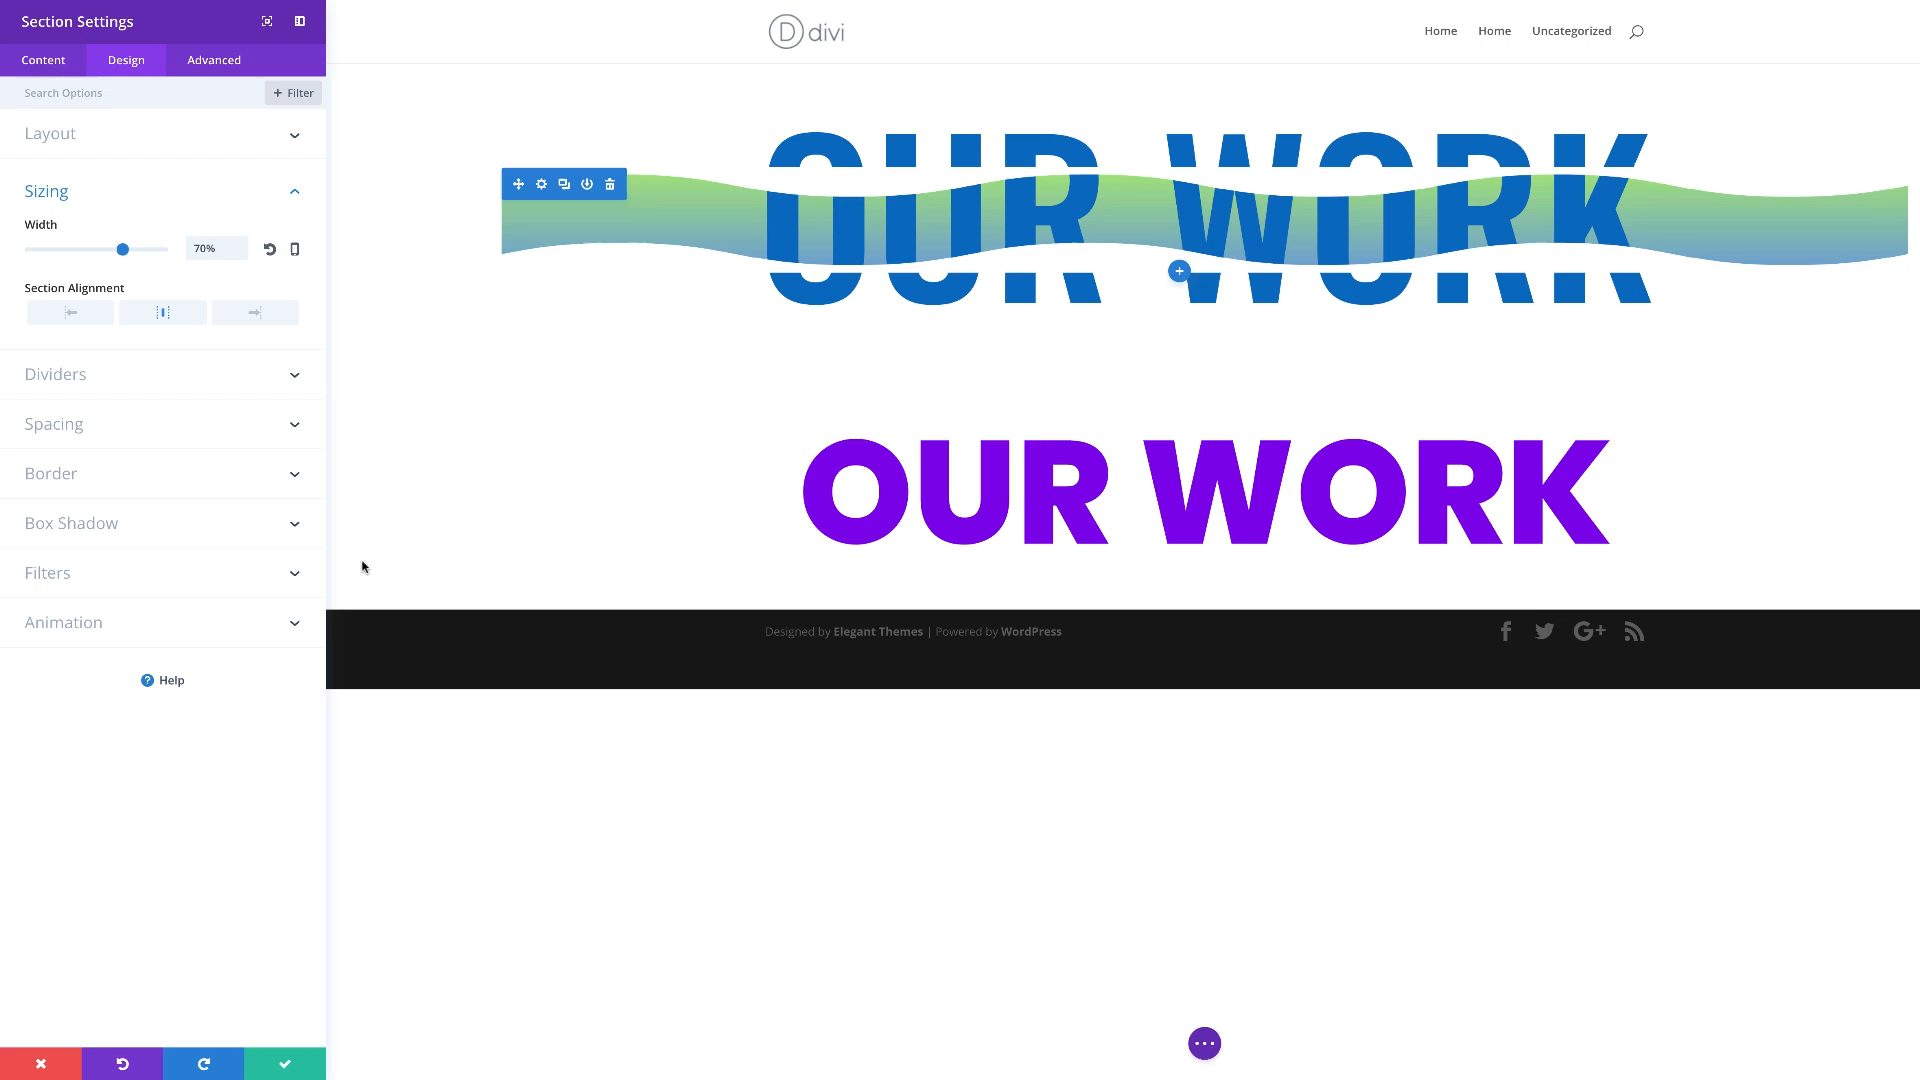 Section Settings
Content Design Advanced
Search Options + Filter
Layout
Sizing
Width
70%
Section Alignment
Dividers
Spacing
Border
Box Shadow
Filters
Animation
? Help
D divi
Home Home Uncategorized
OUR WORK
OUR WORK
Designed by Elegant Themes | Powered by WordPress
G+